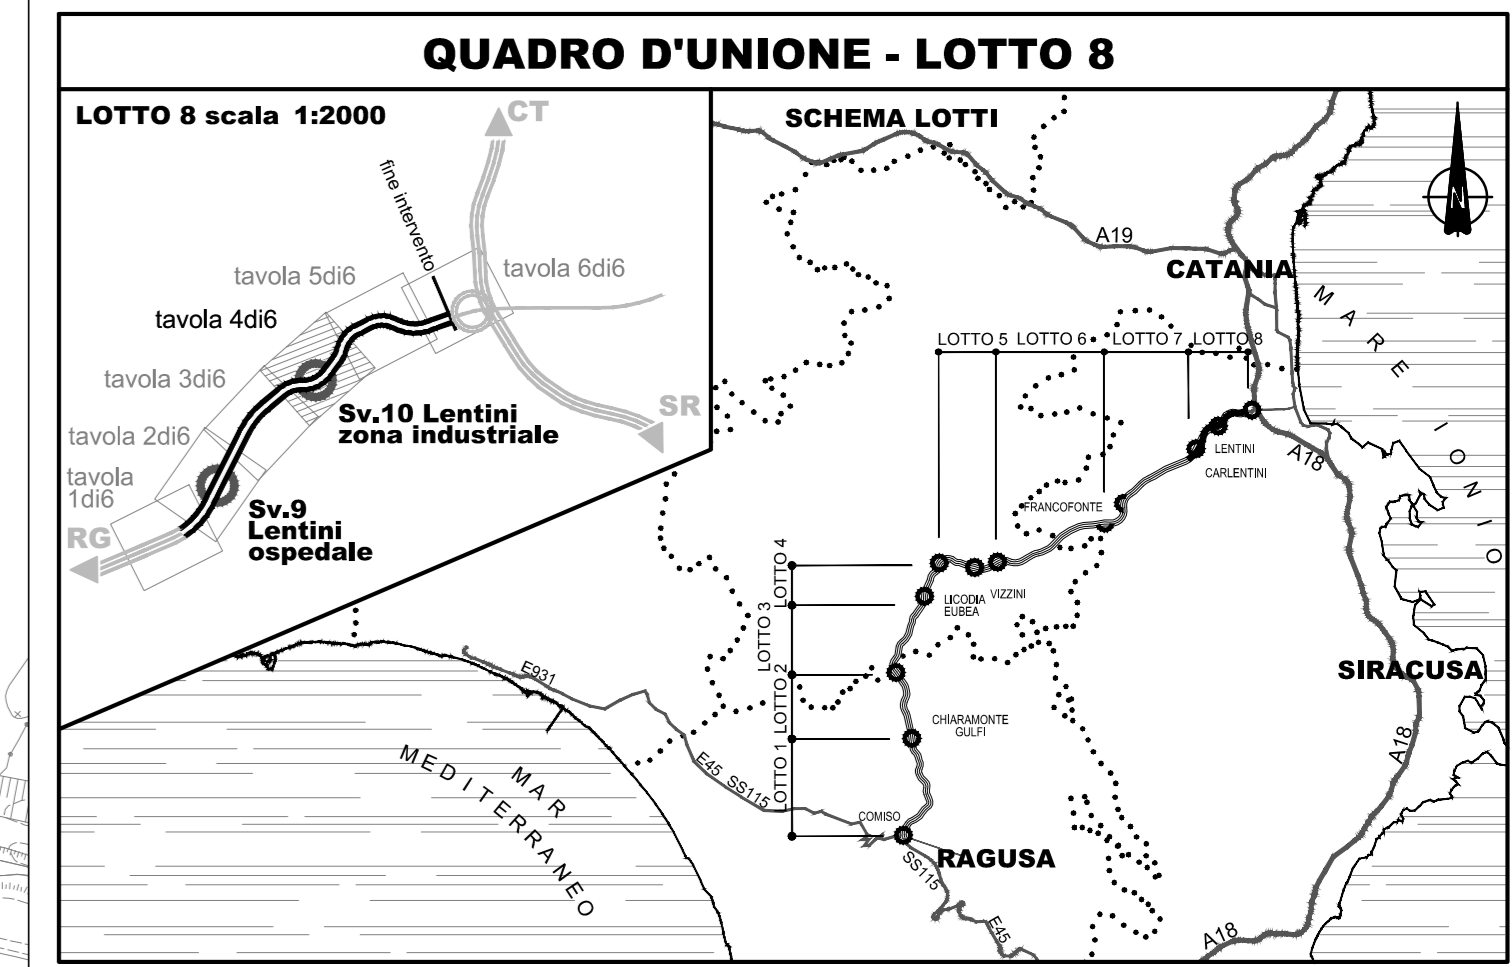 QUADRO D'UNIONE - LOTTO 8
LOTTO 8 scala 1:2000
CT
fine intervento
tavola 5di6
tavola 6di6
tavola 4di6
tavola 3di6
Sv.10 Lentini
zona industriale
SR
tavola 2di6
tavola
1di6
Sv.9
Lentini
ospedale
RG
SCHEMA LOTTI
A19
CATANIA
N
MARE
IONIO
LOTTO 5
LOTTO 6
LOTTO 7
LOTTO 8
LENTINI
CARLENTINI
A18
FRANCOFONTE
LOTTO 4
LOTTO 3
LOTTO 2
LOTTO 1
LICODIA
EUBEA
VIZZINI
SIRACUSA
E931
CHIARAMONTE
GULFI
E45
SS115
COMISO
RAGUSA
SS115
E45
A18
A18
MAR
MEDITERRANEO